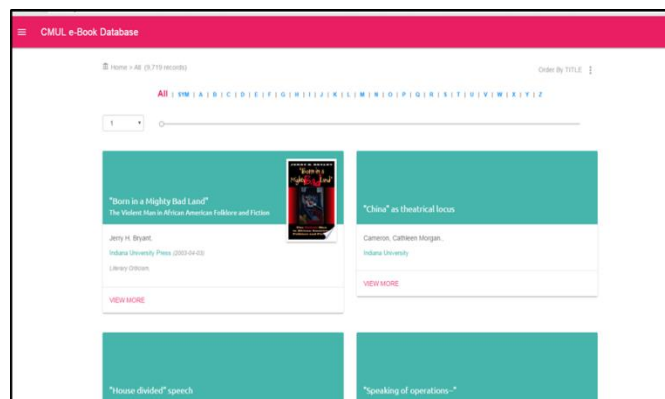 CMUL e-Book Database
Home > All (9,719 records)
Order By TITLE
All | SYM | A | B | C | D | E | F | G | H | I | J | K | L | M | N | O | P | Q | R | S | T | U | V | W | X | Y | Z
1
"Born in a Mighty Bad Land"
The Violent Man in African American Folklore and Fiction
Jerry H. Bryant.
Indiana University Press (2003-04-03)
Literary Criticism.
VIEW MORE
"China" as theatrical locus
Cameron, Cathleen Morgan..
Indiana University
VIEW MORE
"House divided" speech
"Speaking of operations--"